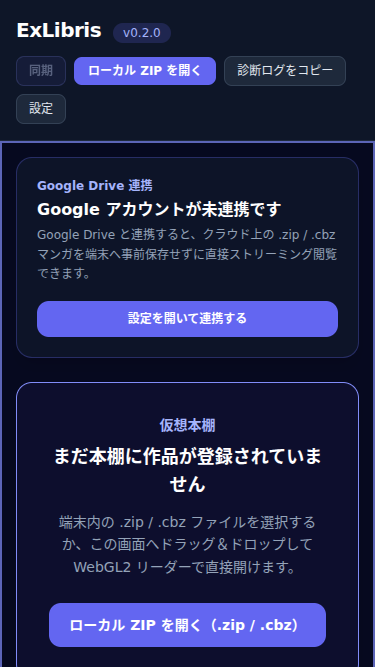 ExLibris v0.2.0
同期 ローカル ZIP を開く 診断ログをコピー
設定
Google Drive 連携
Google アカウントが未連携です
Google Drive と連携すると、クラウド上の .zip / .cbz
マンガを端末へ事前保存せずに直接ストリーミング閲覧
できます。
設定を開いて連携する
仮想本棚
まだ本棚に作品が登録されていま
せん
端末内の .zip / .cbz ファイルを選択する
か、この画面へドラッグ＆ドロップして
WebGL2 リーダーで直接開けます。
ローカル ZIP を開く（.zip / .cbz）